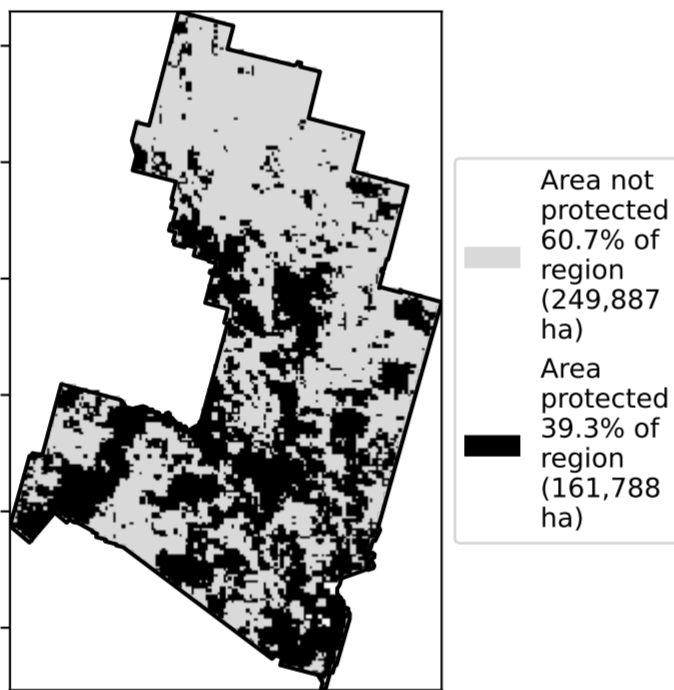 Area not
protected
60.7% of
region
(249,887
ha)
Area
protected
39.3% of
region
(161,788
ha)